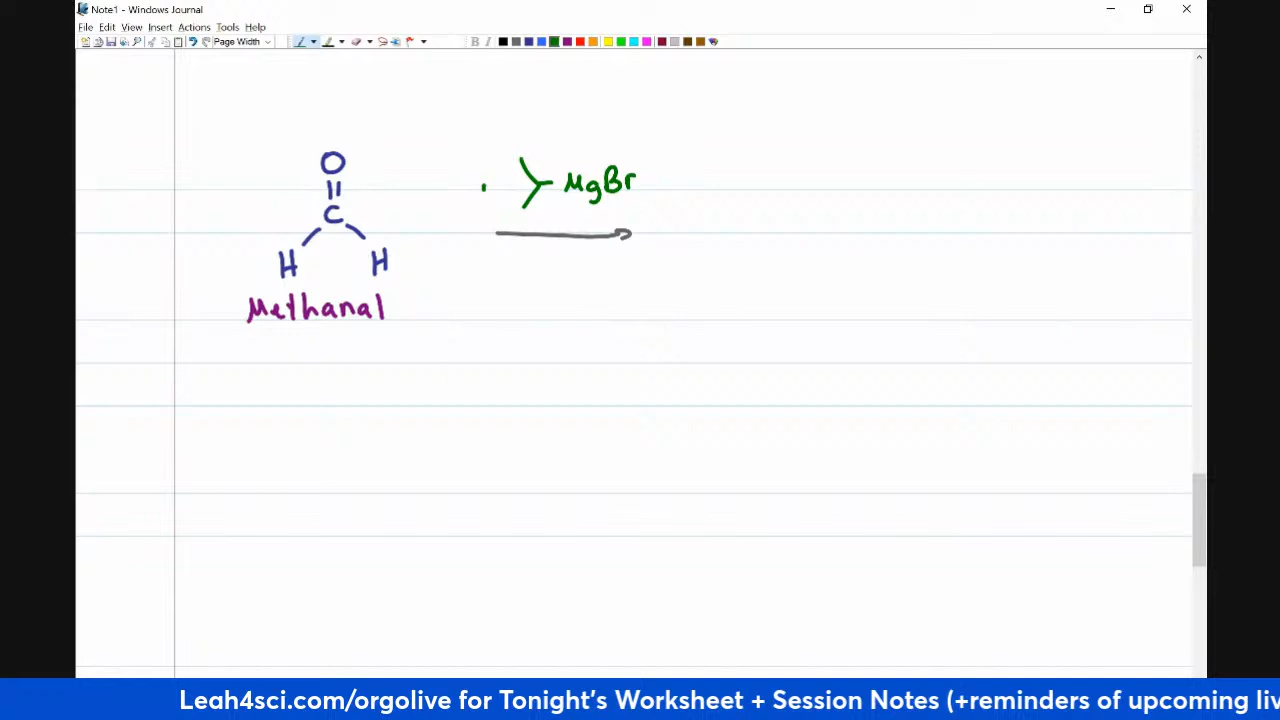 Note1 - Windows Journal
File Edit View Insert Actions Tools Help
Page Width
B I
O
C
H H
Methanal
MgBr
Leah4sci.com/orgolive for Tonight's Worksheet + Session Notes (+reminders of upcoming liv